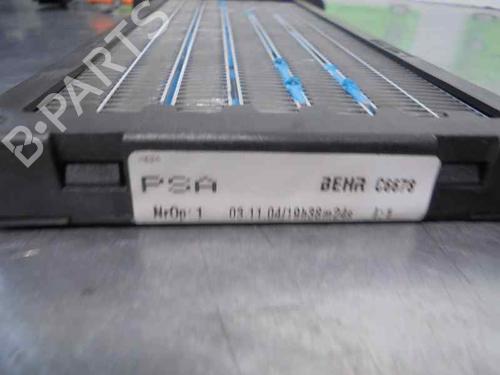 B-PARTS
PSA BEHR C6678
NrOp: 1 03.11.04/19h38m24s